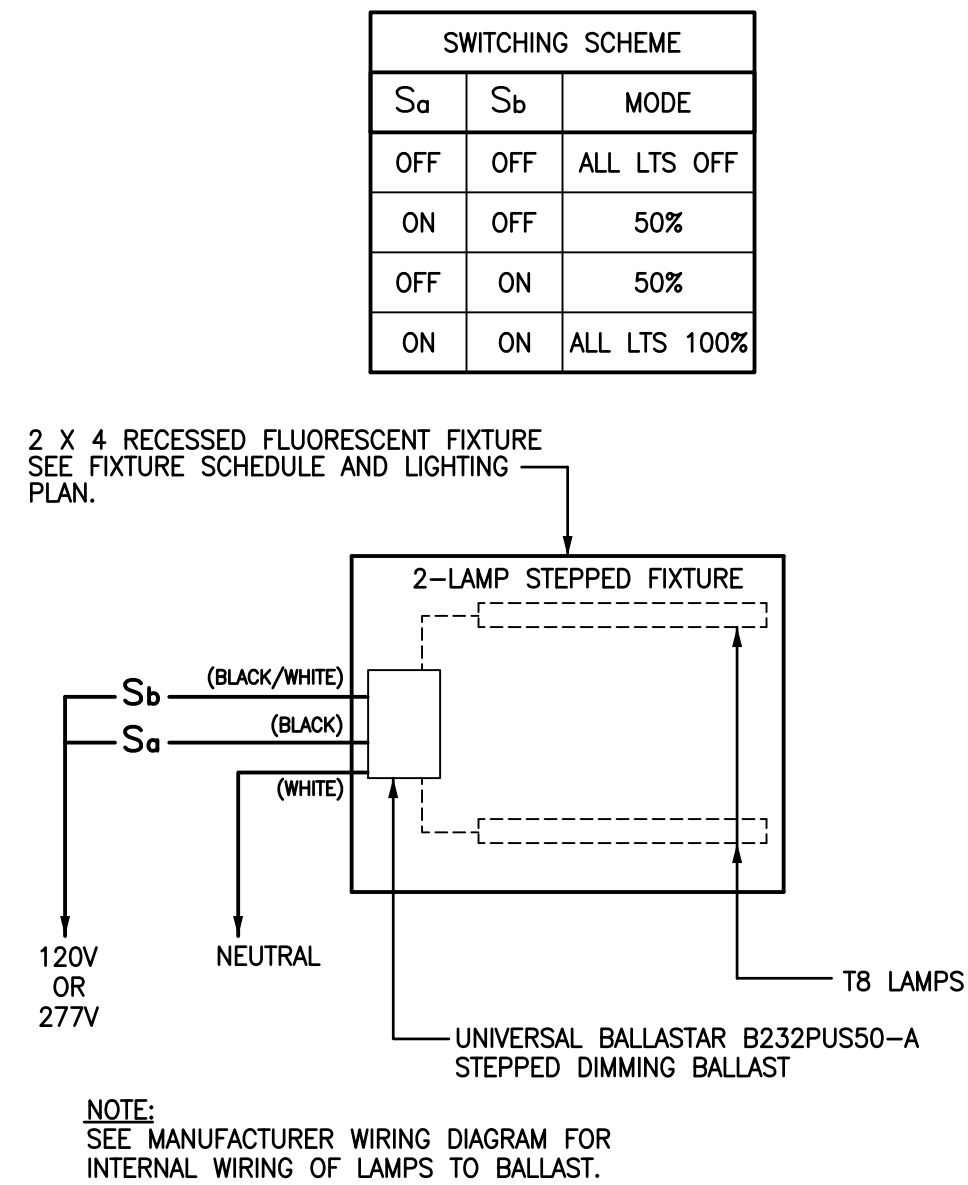 SWITCHING SCHEME
Sa Sb MODE
OFF OFF ALL LTS OFF
ON OFF 50%
OFF ON 50%
ON ON ALL LTS 100%
2 X 4 RECESSED FLUORESCENT FIXTURE
SEE FIXTURE SCHEDULE AND LIGHTING
PLAN.
2-LAMP STEPPED FIXTURE
(BLACK/WHITE)
Sb
(BLACK)
Sa
(WHITE)
120V
OR
277V
NEUTRAL
T8 LAMPS
UNIVERSAL BALLASTAR B232PUS50-A
STEPPED DIMMING BALLAST
NOTE:
SEE MANUFACTURER WIRING DIAGRAM FOR
INTERNAL WIRING OF LAMPS TO BALLAST.